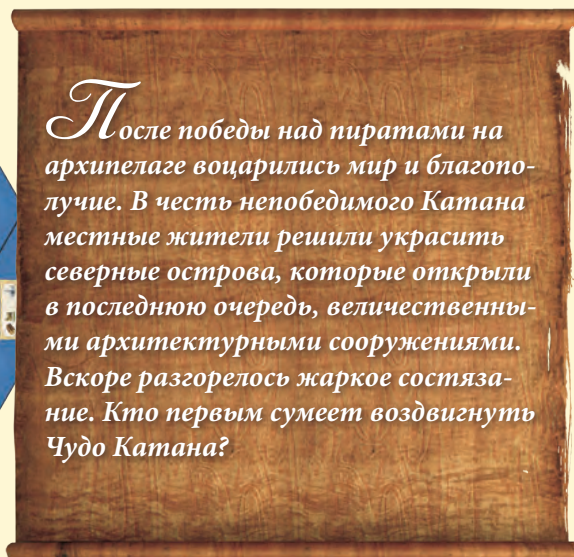 После победы над пиратами на
архипелаге воцарились мир и благопо-
лучие. В честь непобедимого Катана
местные жители решили украсить
северные острова, которые открыли
в последнюю очередь, величественны-
ми архитектурными сооружениями.
Вскоре разгорелось жаркое состяза-
ние. Кто первым сумеет воздвигнуть
Чудо Катана?